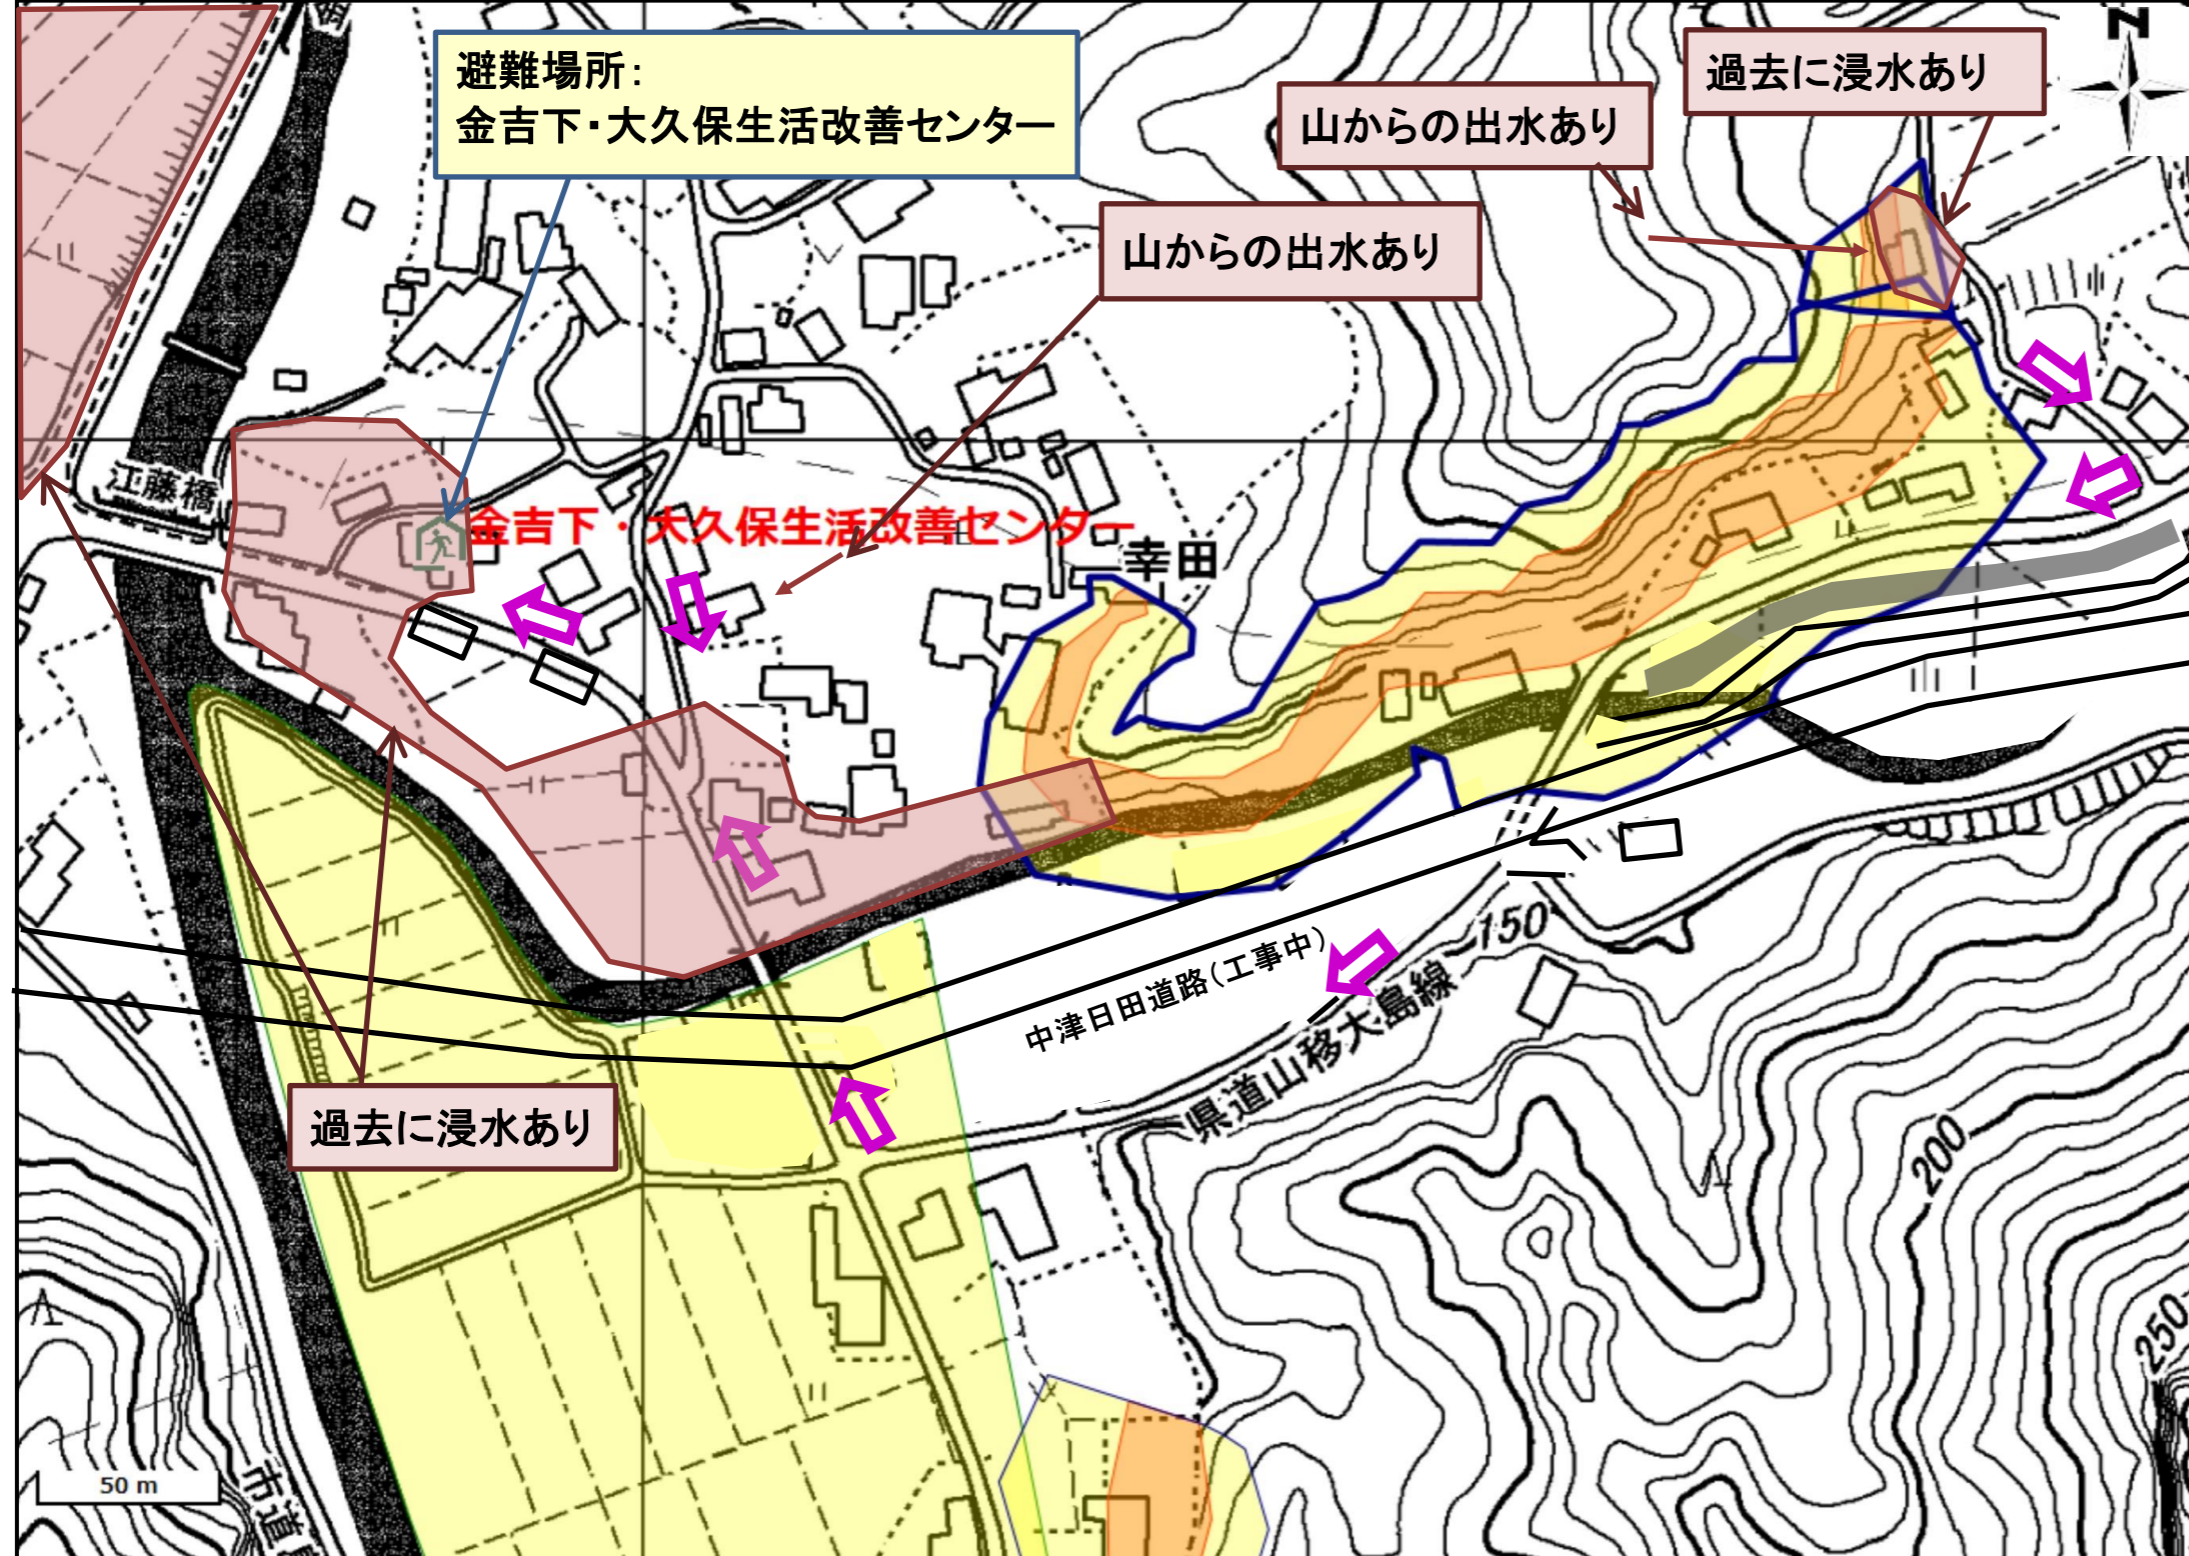 避難場所:
金吉下・大久保生活改善センター
過去に浸水あり
山からの出水あり
山からの出水あり
江藤橋
金吉下・大久保生活改善センター
幸田
150
中津日田道路(工事中)
県道山移大島線
過去に浸水あり
200
250
50 m
市道
N